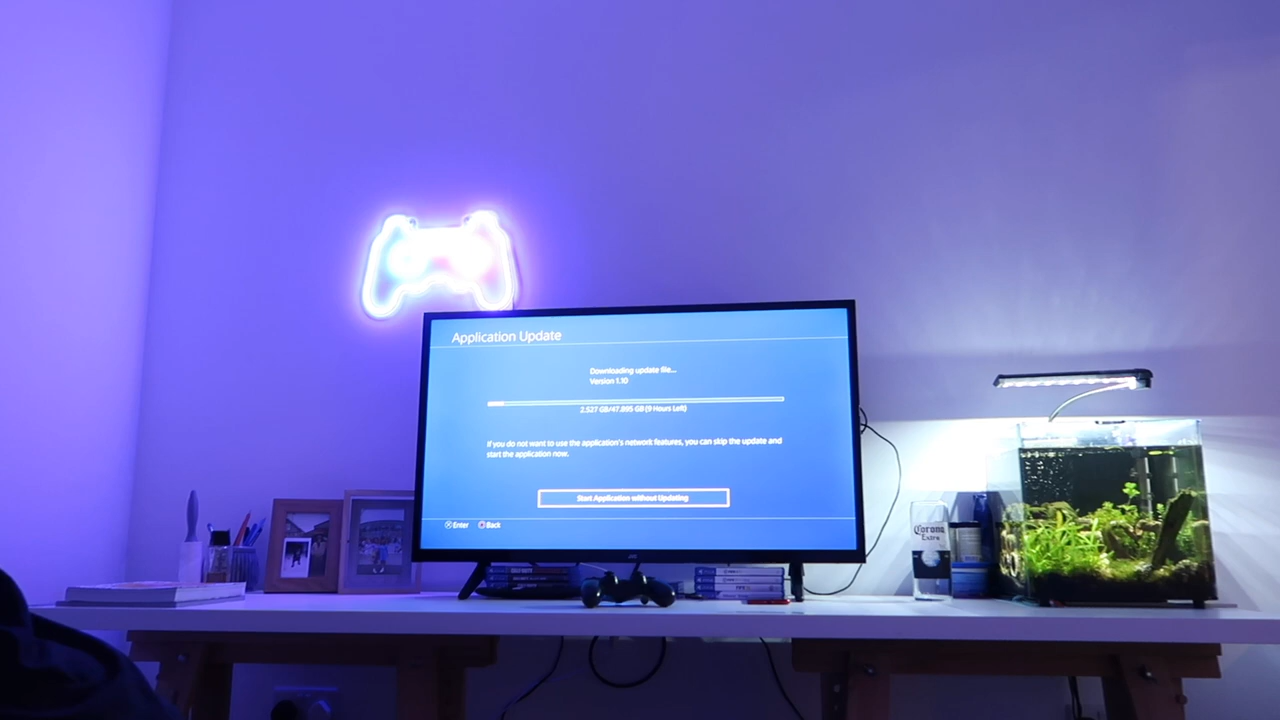 Application Update
Downloading update file...
Version 1.10
2.527 GB/47.895 GB (9 Hours Left)
If you do not want to use the application's network features, you can skip the update and
start the application now.
Start Application without Updating
Enter Back
JVC
Corona
Extra